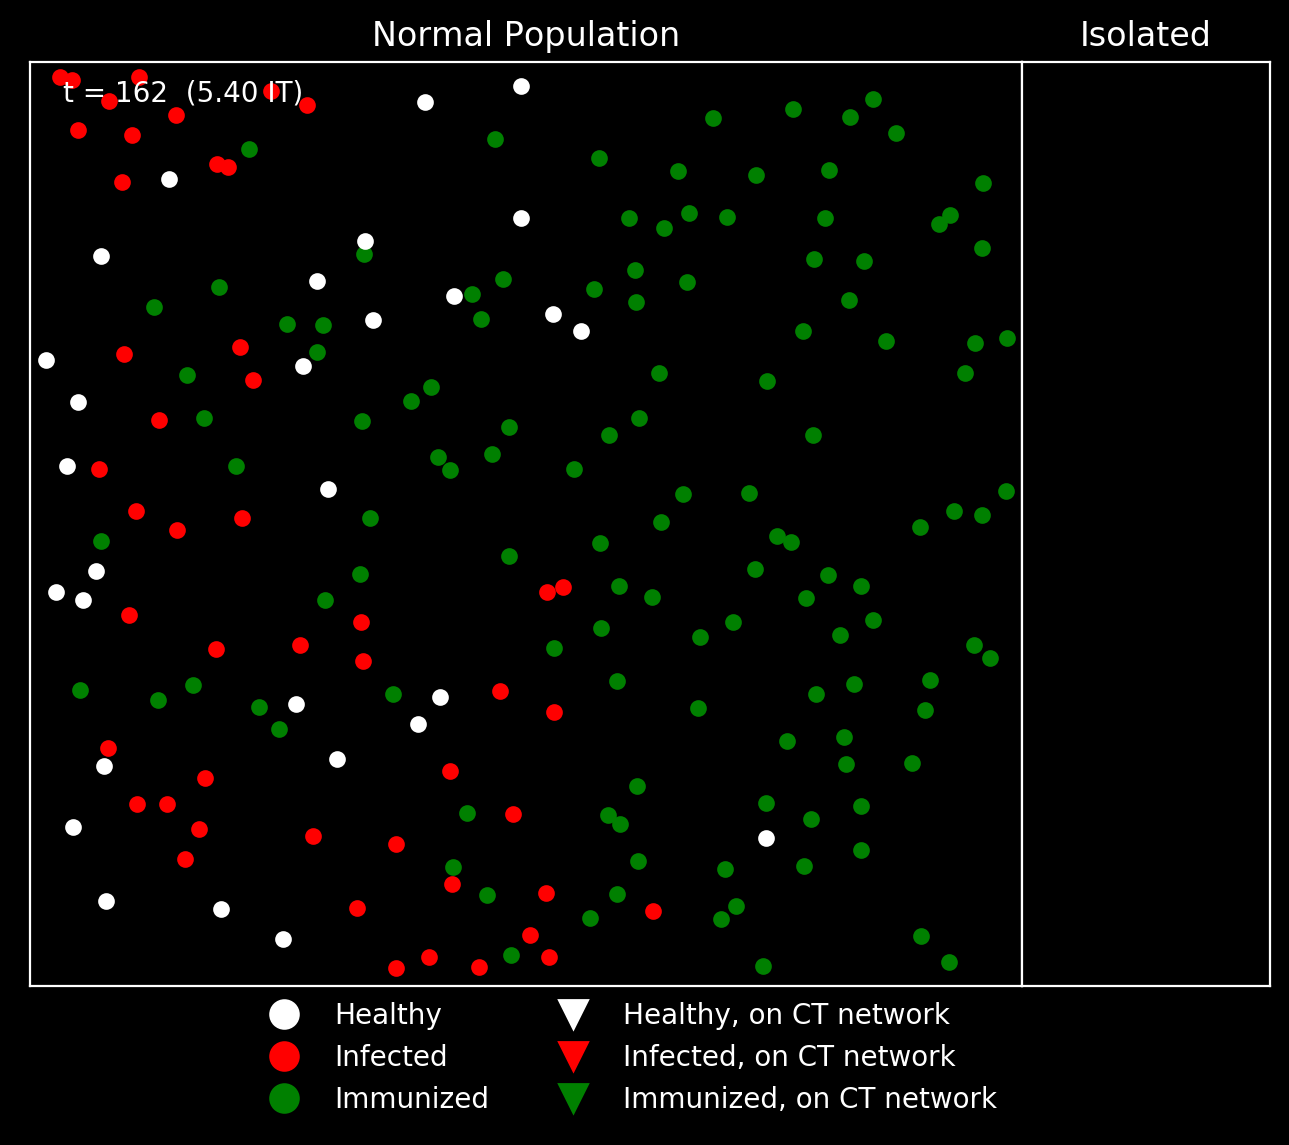 Normal Population
Isolated
t = 162  (5.40 IT)
Healthy
Infected
Immunized
Healthy, on CT network
Infected, on CT network
Immunized, on CT network